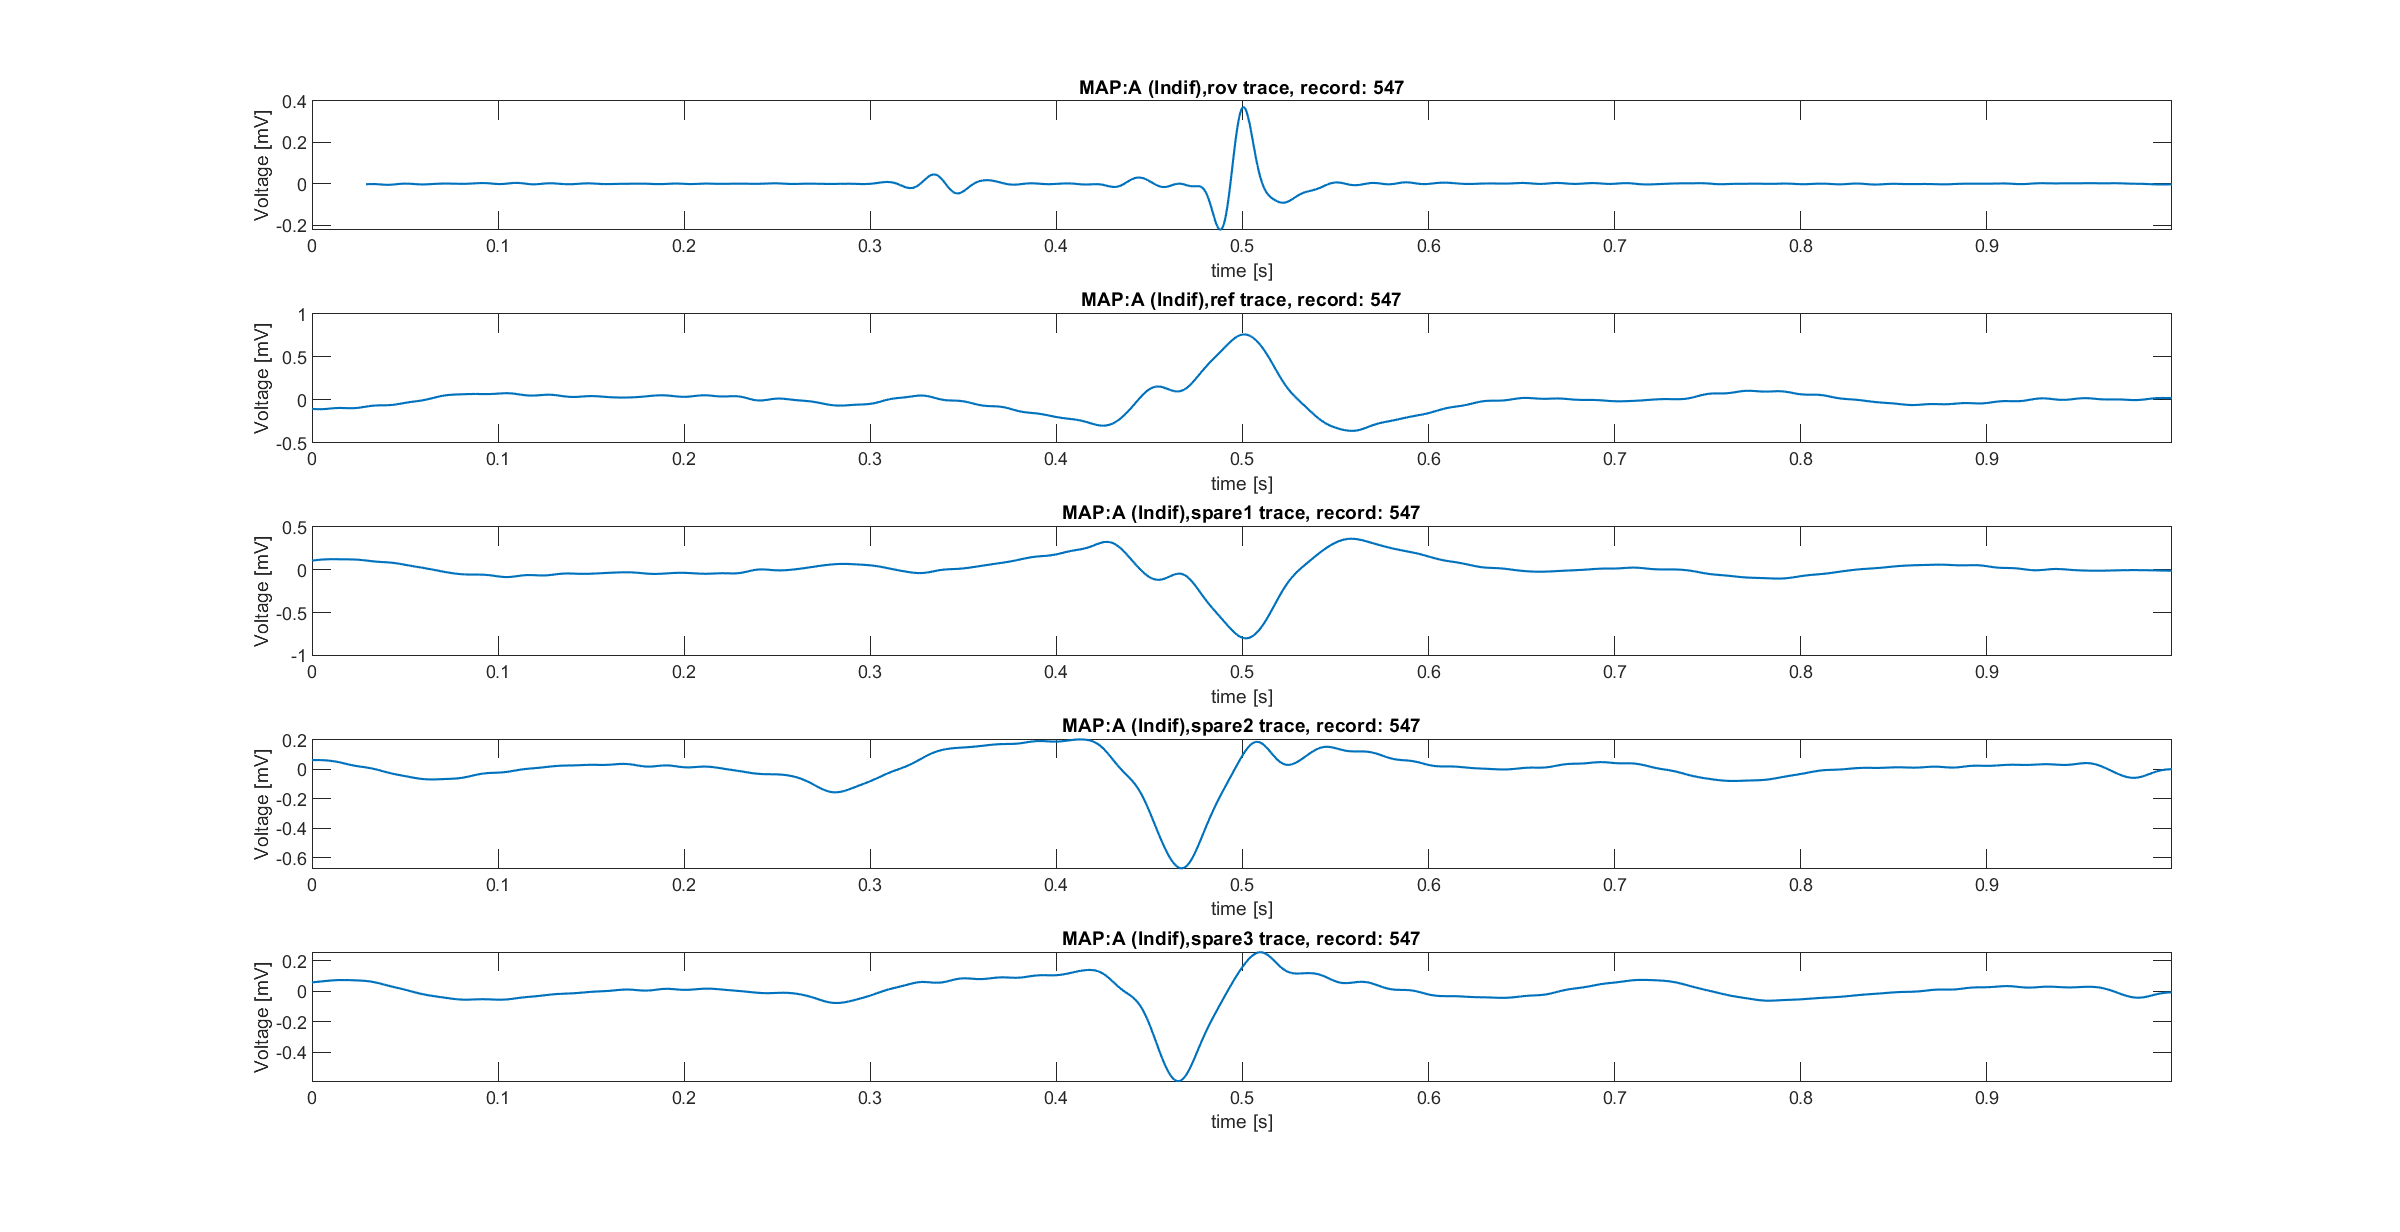 MAP:A (Indif),rov trace, record: 547
Voltage [mV]
0.4
0.2
0
-0.2
0 0.1 0.2 0.3 0.4 0.5 0.6 0.7 0.8 0.9
time [s]
MAP:A (Indif),ref trace, record: 547
Voltage [mV]
1
0.5
0
-0.5
0 0.1 0.2 0.3 0.4 0.5 0.6 0.7 0.8 0.9
time [s]
MAP:A (Indif),spare1 trace, record: 547
Voltage [mV]
0.5
0
-0.5
-1
0 0.1 0.2 0.3 0.4 0.5 0.6 0.7 0.8 0.9
time [s]
MAP:A (Indif),spare2 trace, record: 547
Voltage [mV]
0.2
0
-0.2
-0.4
-0.6
0 0.1 0.2 0.3 0.4 0.5 0.6 0.7 0.8 0.9
time [s]
MAP:A (Indif),spare3 trace, record: 547
Voltage [mV]
0.2
0
-0.2
-0.4
0 0.1 0.2 0.3 0.4 0.5 0.6 0.7 0.8 0.9
time [s]